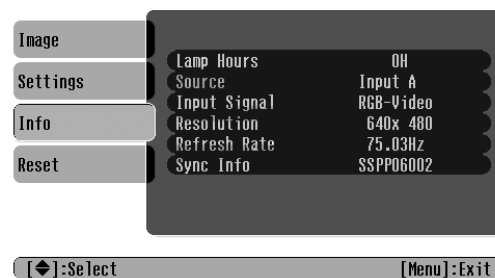 Image
Settings
Info
Reset
Lamp Hours 0H
Source Input A
Input Signal RGB-Video
Resolution 640x 480
Refresh Rate 75.03Hz
Sync Info SSPP06002
[◆]:Select [Menu]:Exit